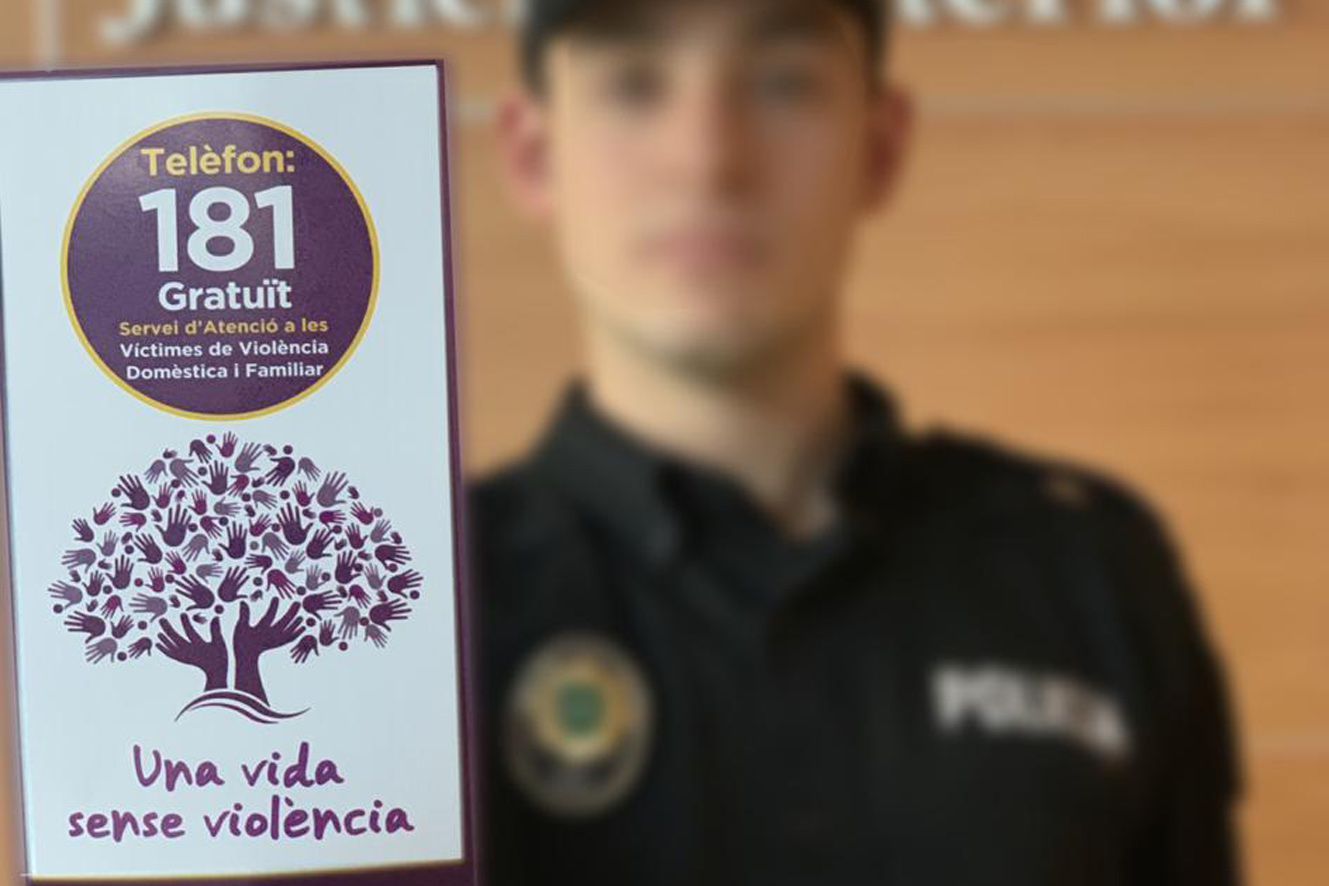 Telèfon:
181
Gratuït
Servei d'Atenció a les
Víctimes de Violència
Domèstica i Familiar
Una vida
sense violència
POLICIA